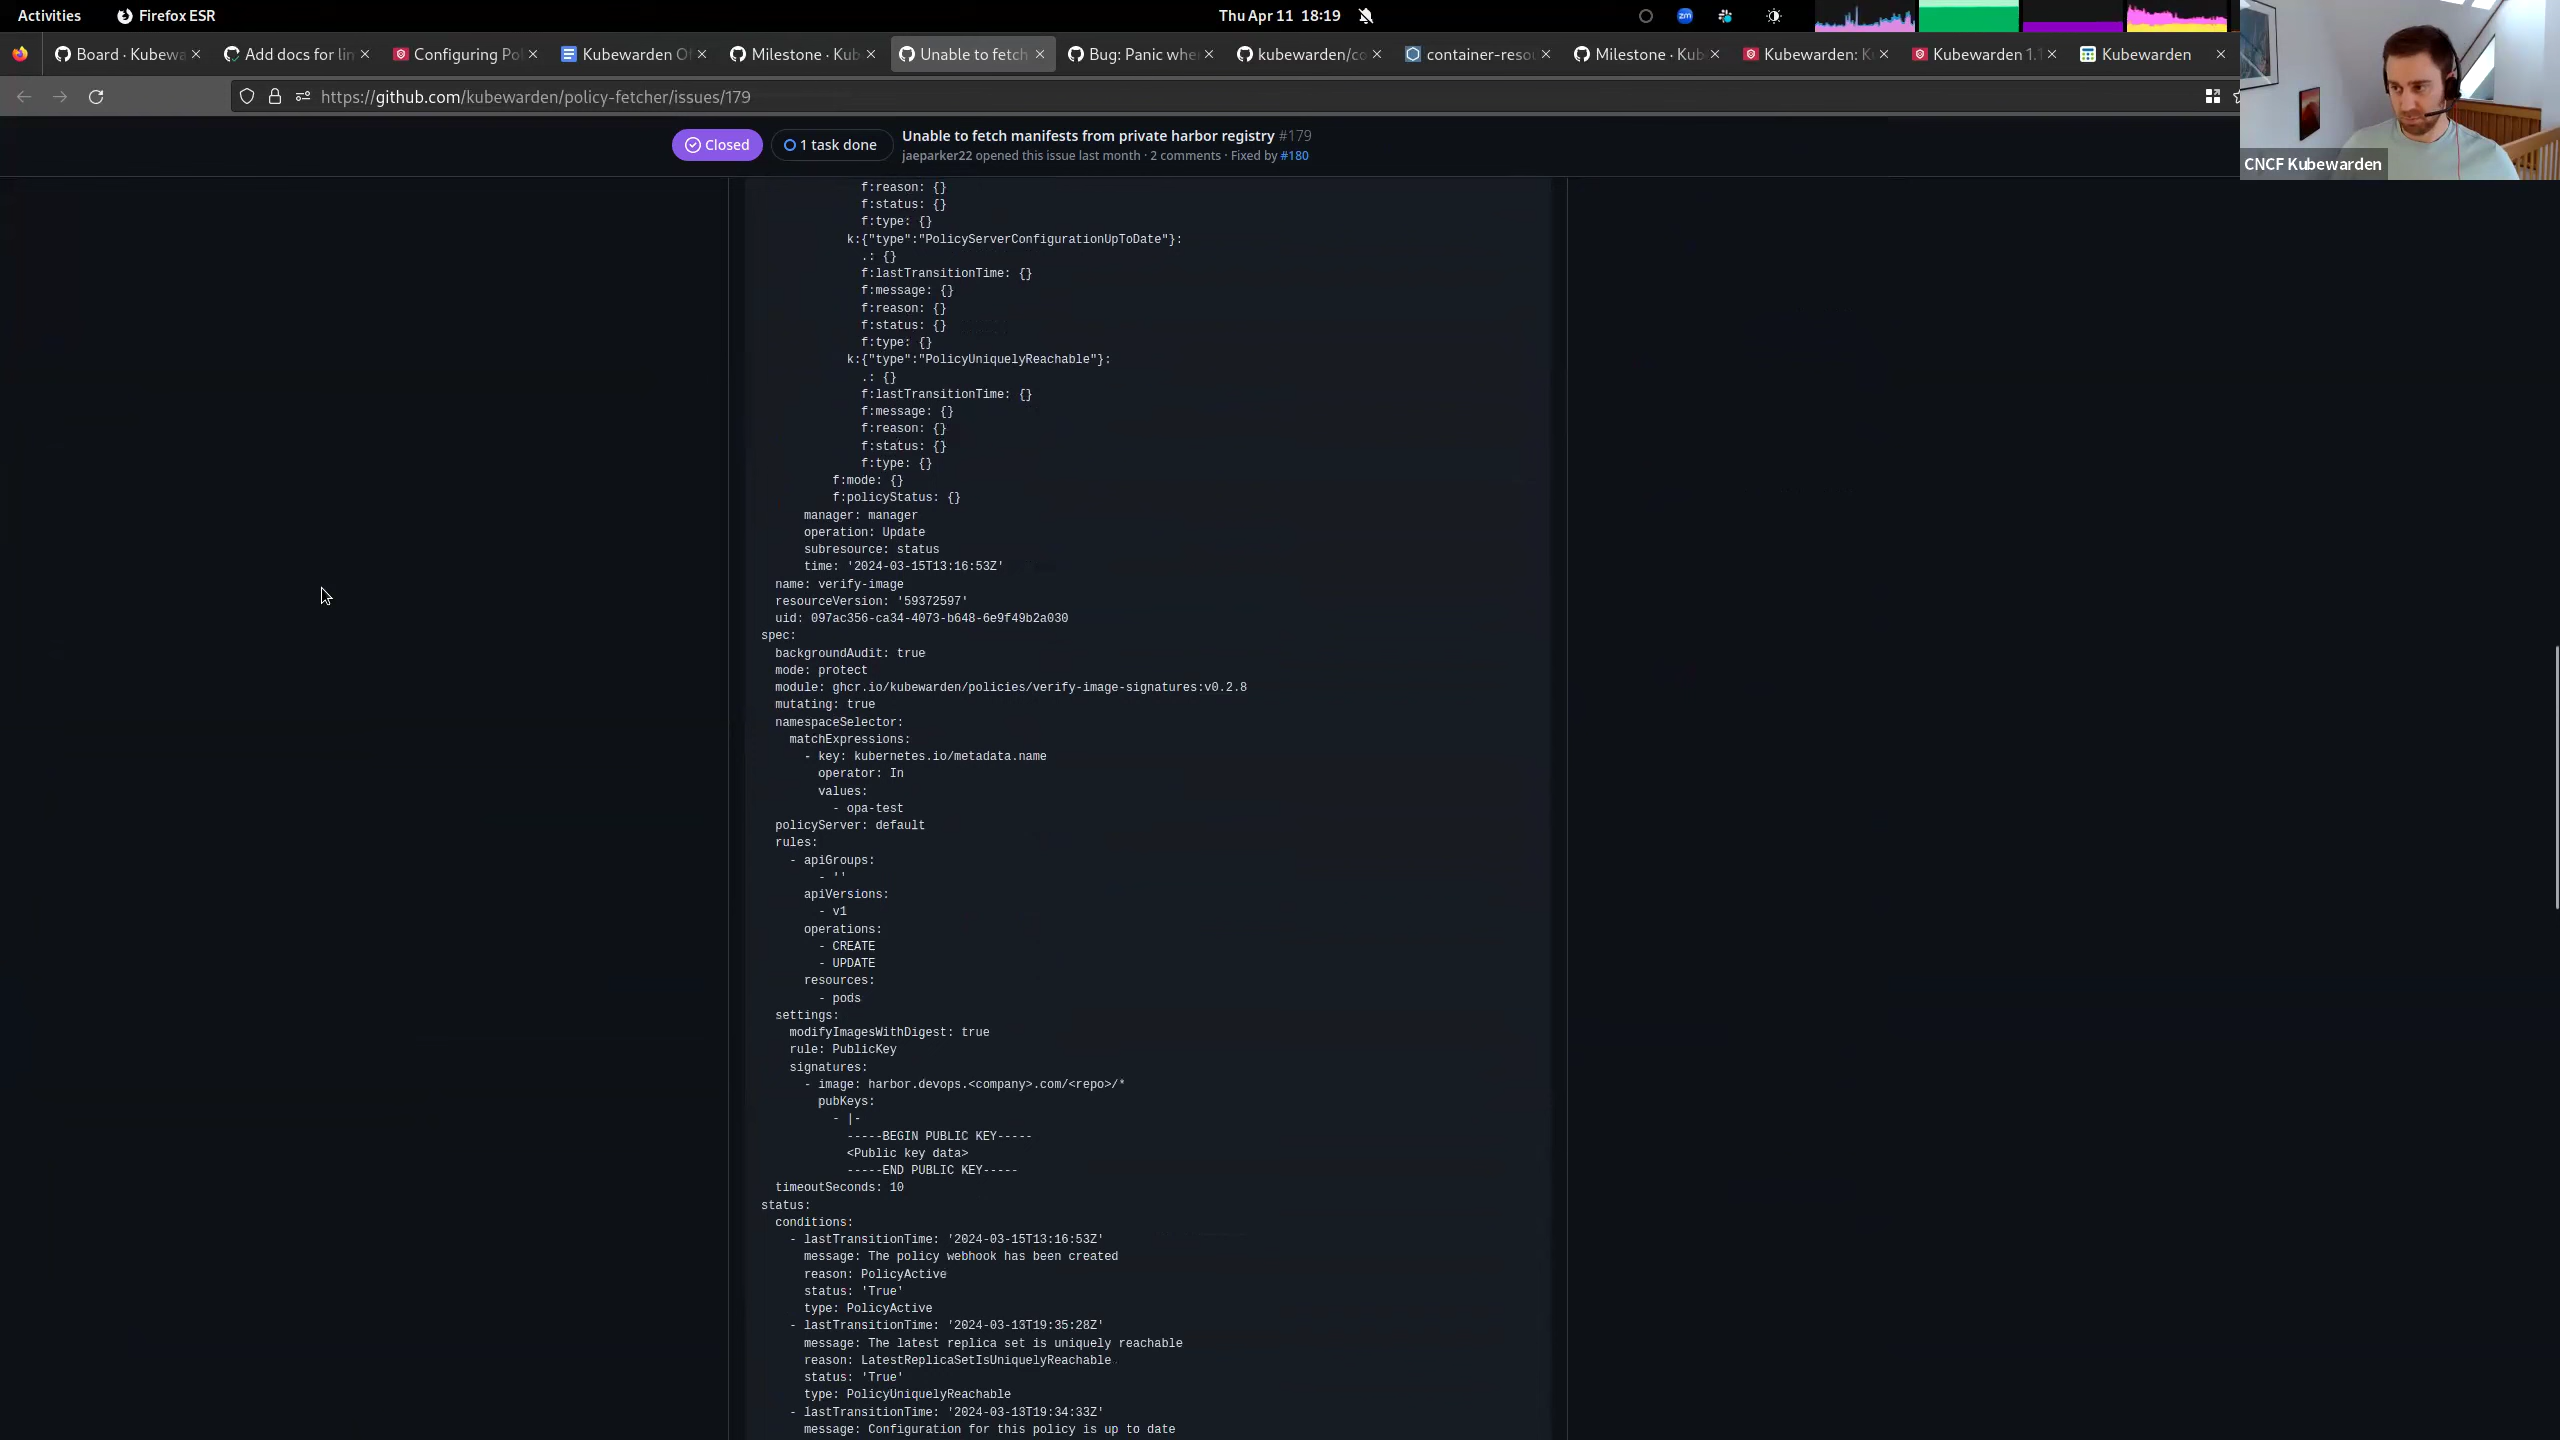 Activities
Firefox ESR
Thu Apr 11 18:19
zm
Board · Kubewa
Add docs for lin
Configuring Po
Kubewarden O
Milestone · Kub
Unable to fetch
Bug: Panic whe
kubewarden/co
container-resou
Milestone · Kub
Kubewarden: K
Kubewarden 1.1
Kubewarden
https://github.com/kubewarden/policy-fetcher/issues/179
CNCF Kubewarden
Closed
1 task done
Unable to fetch manifests from private harbor registry #179
jaeparker22 opened this issue last month · 2 comments · Fixed by #180
f:reason: {}
f:status: {}
f:type: {}
k:{"type":"PolicyServerConfigurationUpToDate"}:
.: {}
f:lastTransitionTime: {}
f:message: {}
f:reason: {}
f:status: {}
f:type: {}
k:{"type":"PolicyUniquelyReachable"}:
.: {}
f:lastTransitionTime: {}
f:message: {}
f:reason: {}
f:status: {}
f:type: {}
f:mode: {}
f:policyStatus: {}
manager: manager
operation: Update
subresource: status
time: '2024-03-15T13:16:53Z'
name: verify-image
resourceVersion: '59372597'
uid: 097ac356-ca34-4073-b648-6e9f49b2a030
spec:
backgroundAudit: true
mode: protect
module: ghcr.io/kubewarden/policies/verify-image-signatures:v0.2.8
mutating: true
namespaceSelector:
matchExpressions:
- key: kubernetes.io/metadata.name
operator: In
values:
- opa-test
policyServer: default
rules:
- apiGroups:
- ''
apiVersions:
- v1
operations:
- CREATE
- UPDATE
resources:
- pods
settings:
modifyImagesWithDigest: true
rule: PublicKey
signatures:
- image: harbor.devops.<company>.com/<repo>/*
pubKeys:
- |-
-----BEGIN PUBLIC KEY-----
<Public key data>
-----END PUBLIC KEY-----
timeoutSeconds: 10
status:
conditions:
- lastTransitionTime: '2024-03-15T13:16:53Z'
message: The policy webhook has been created
reason: PolicyActive
status: 'True'
type: PolicyActive
- lastTransitionTime: '2024-03-13T19:35:28Z'
message: The latest replica set is uniquely reachable
reason: LatestReplicaSetIsUniquelyReachable
status: 'True'
type: PolicyUniquelyReachable
- lastTransitionTime: '2024-03-13T19:34:33Z'
message: Configuration for this policy is up to date